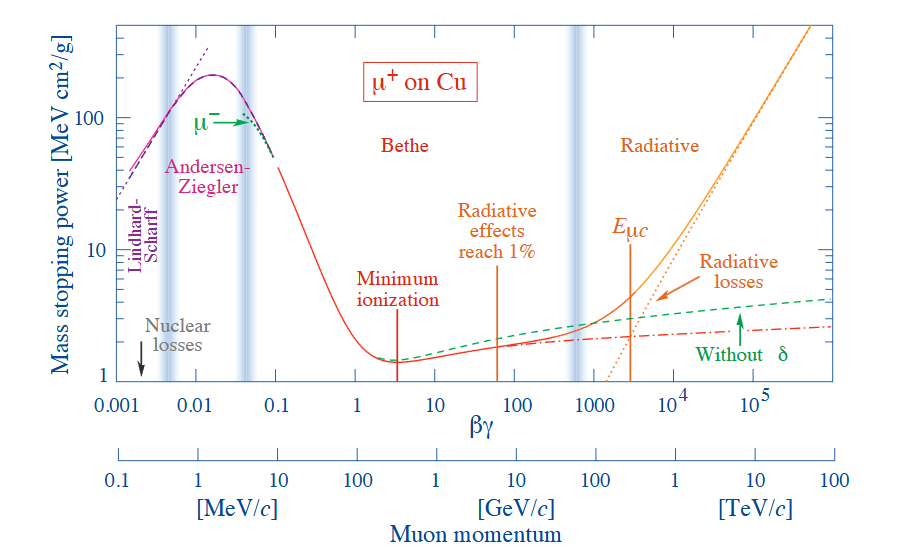 Mass stopping power [MeV cm²/g]
100
10
1
μ⁺ on Cu
μ⁻
Andersen-
Ziegler
Lindhard-
Scharff
Bethe
Radiative
Radiative
effects
reach 1%
Eμc
Minimum
ionization
Radiative
losses
Nuclear
losses
Without δ
0.001
0.01
0.1
1
10
100
1000
10⁴
10⁵
βγ
0.1
1
10
100
1
10
100
1
10
100
[MeV/c]
[GeV/c]
[TeV/c]
Muon momentum